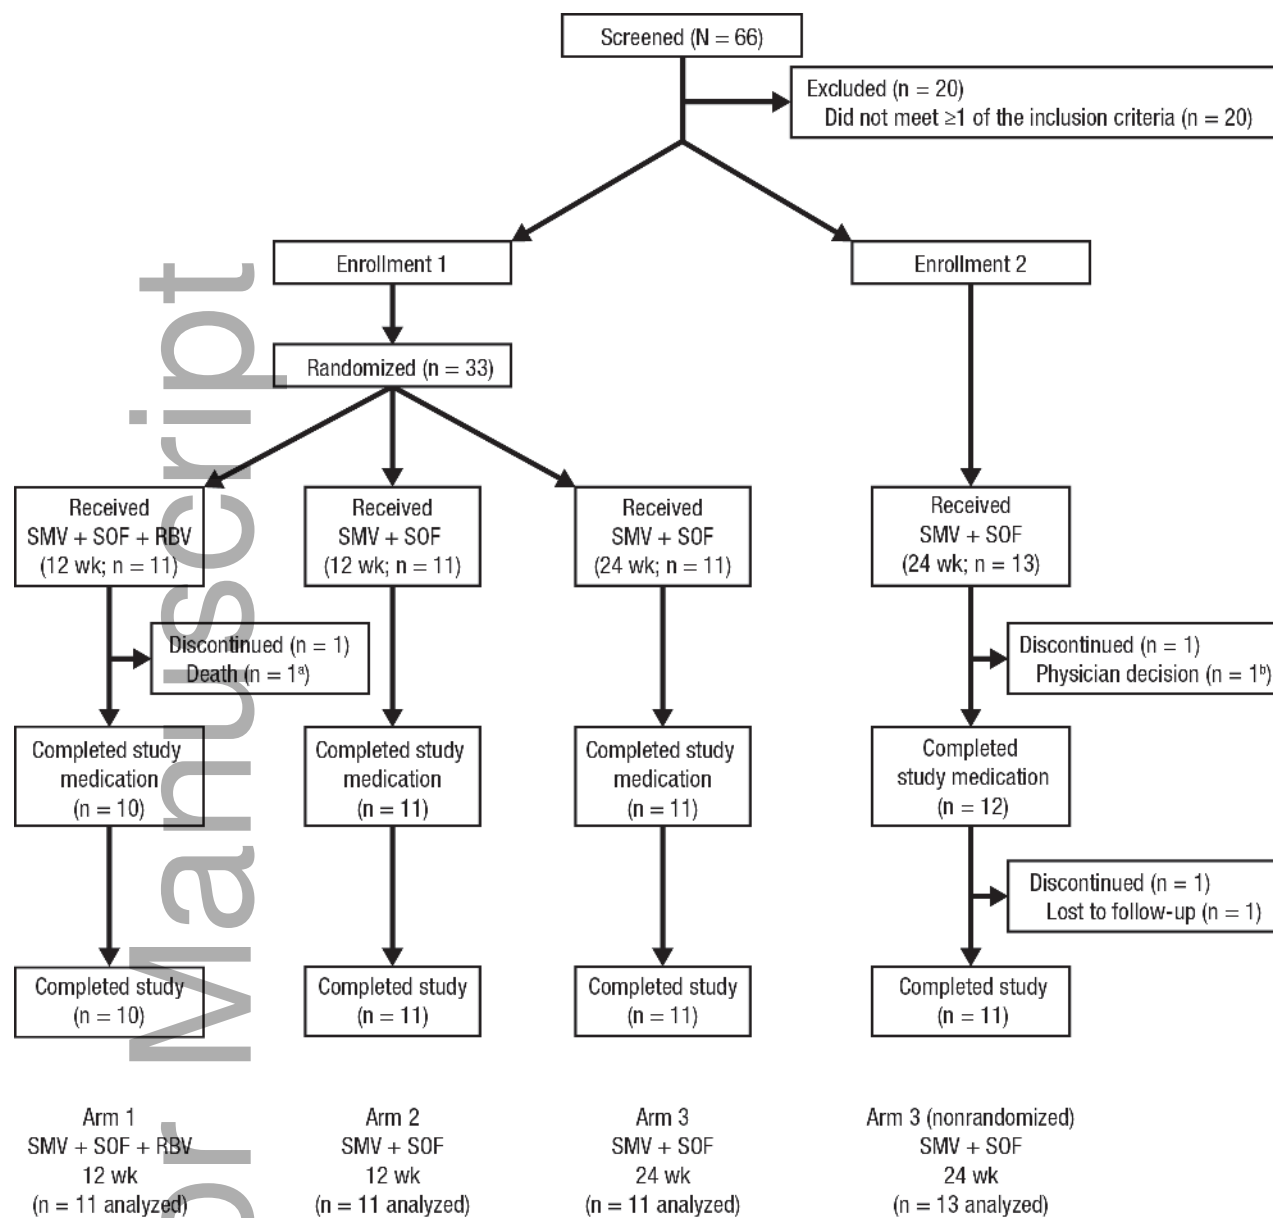 Screened (N = 66)
Excluded (n = 20)
Did not meet ≥1 of the inclusion criteria (n = 20)
Enrollment 1
Enrollment 2
Randomized (n = 33)
Received
SMV + SOF + RBV
(12 wk; n = 11)
Received
SMV + SOF
(12 wk; n = 11)
Received
SMV + SOF
(24 wk; n = 11)
Received
SMV + SOF
(24 wk; n = 13)
Discontinued (n = 1)
Death (n = 1ᵃ)
Discontinued (n = 1)
Physician decision (n = 1ᵇ)
Completed study
medication
(n = 10)
Completed study
medication
(n = 11)
Completed study
medication
(n = 11)
Completed
study medication
(n = 12)
Discontinued (n = 1)
Lost to follow-up (n = 1)
Completed study
(n = 10)
Completed study
(n = 11)
Completed study
(n = 11)
Completed study
(n = 11)
Arm 1
SMV + SOF + RBV
12 wk
(n = 11 analyzed)
Arm 2
SMV + SOF
12 wk
(n = 11 analyzed)
Arm 3
SMV + SOF
24 wk
(n = 11 analyzed)
Arm 3 (nonrandomized)
SMV + SOF
24 wk
(n = 13 analyzed)
or Manuscript